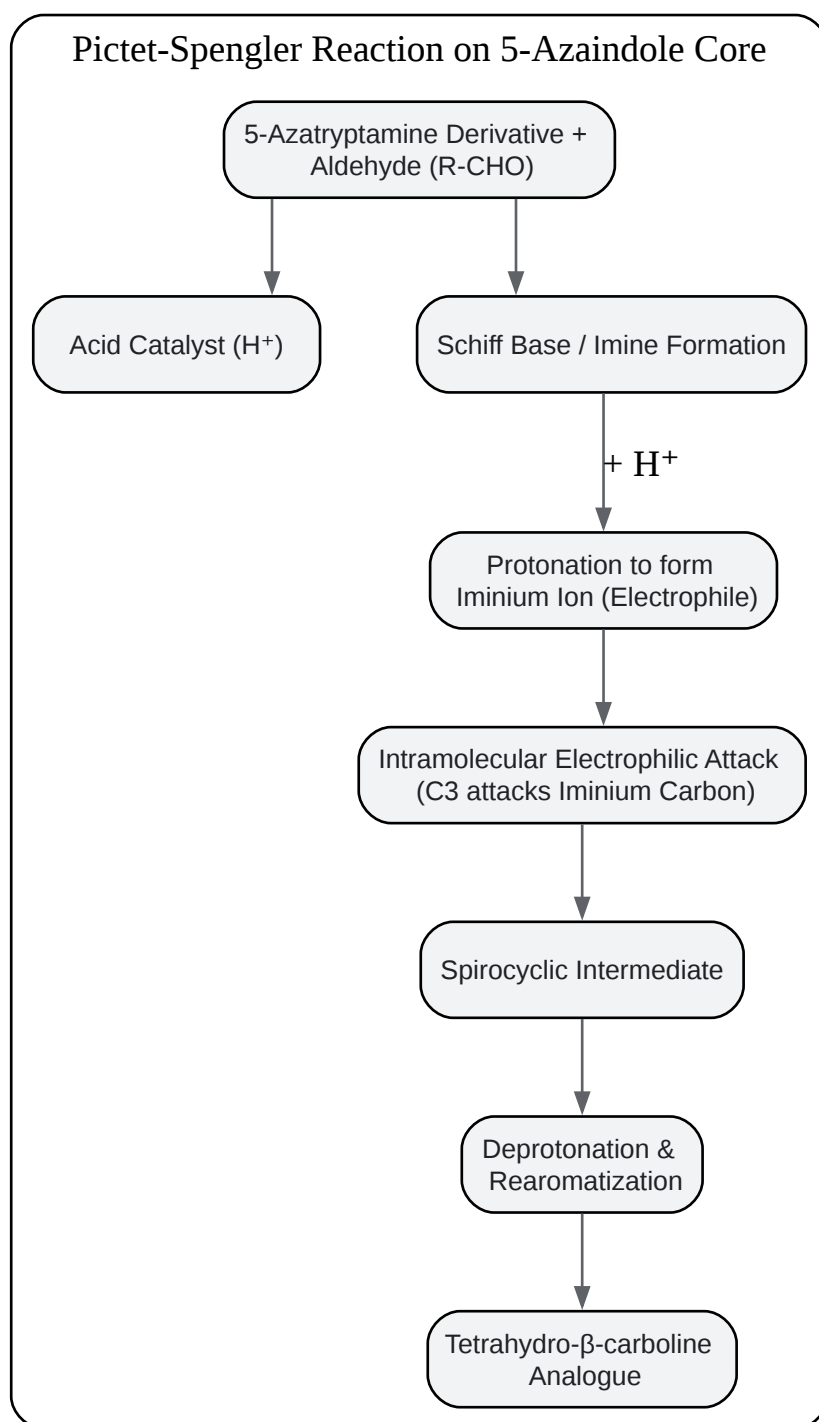 Pictet-Spengler Reaction on 5-Azaindole Core
5-Azatryptamine Derivative +
Aldehyde (R-CHO)
Acid Catalyst (H⁺)
Schiff Base / Imine Formation
+ H⁺
Protonation to form
Iminium Ion (Electrophile)
Intramolecular Electrophilic Attack
(C3 attacks Iminium Carbon)
Spirocyclic Intermediate
Deprotonation &
Rearomatization
Tetrahydro-β-carboline
Analogue